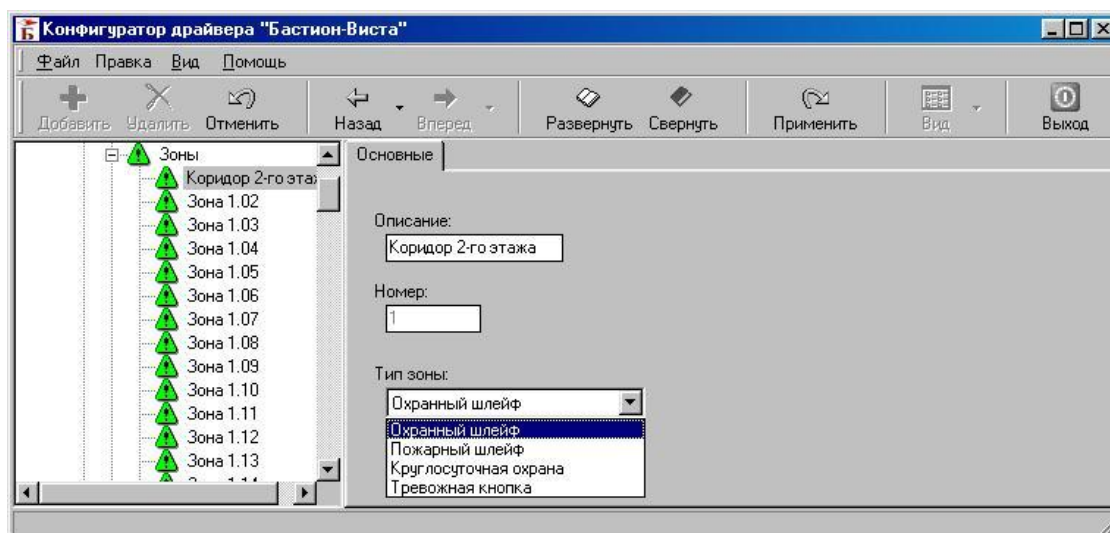 Конфигуратор драйвера "Бастион-Виста"
Файл Правка Вид Помощь
Добавить Удалить Отменить Назад Вперед Развернуть Свернуть Применить Вид Выход
Зоны
Коридор 2-го эта
Зона 1.02
Зона 1.03
Зона 1.04
Зона 1.05
Зона 1.06
Зона 1.07
Зона 1.08
Зона 1.09
Зона 1.10
Зона 1.11
Зона 1.12
Зона 1.13
Основные
Описание:
Коридор 2-го этажа
Номер:
1
Тип зоны:
Охранный шлейф
Охранный шлейф
Пожарный шлейф
Круглосуточная охрана
Тревожная кнопка